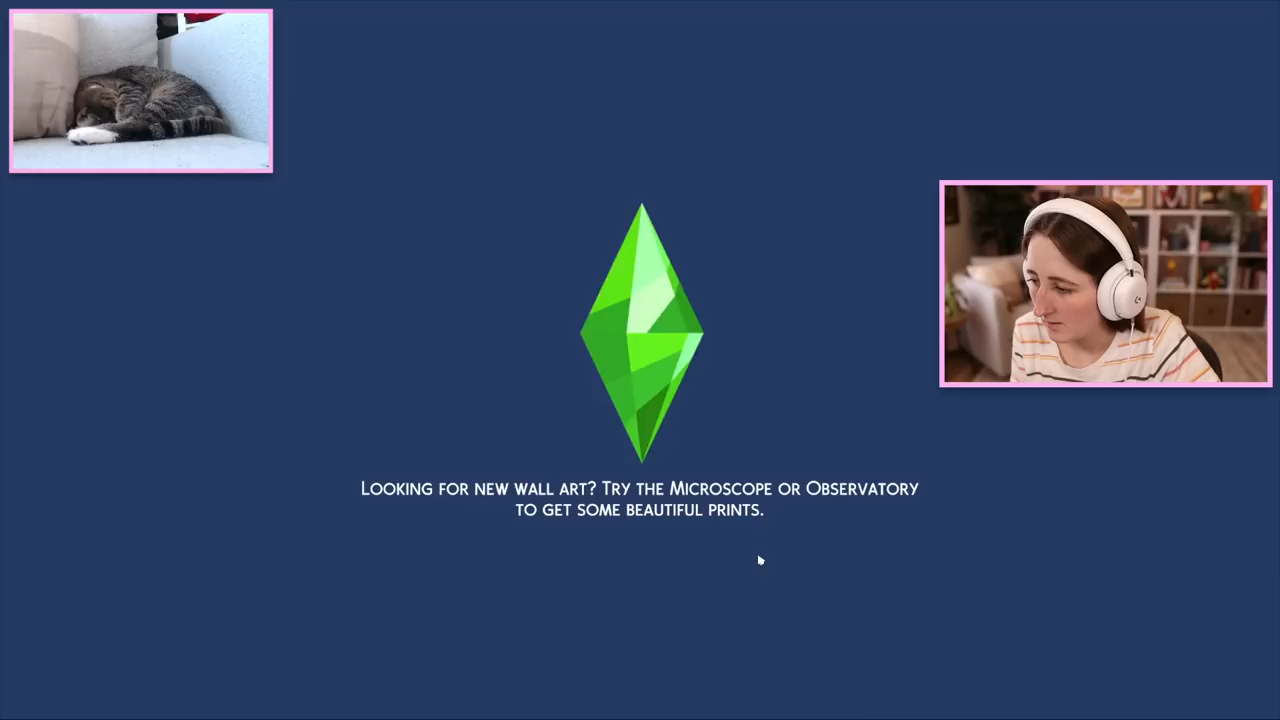 Looking for new wall art? Try the Microscope or Observatory
to get some beautiful prints.